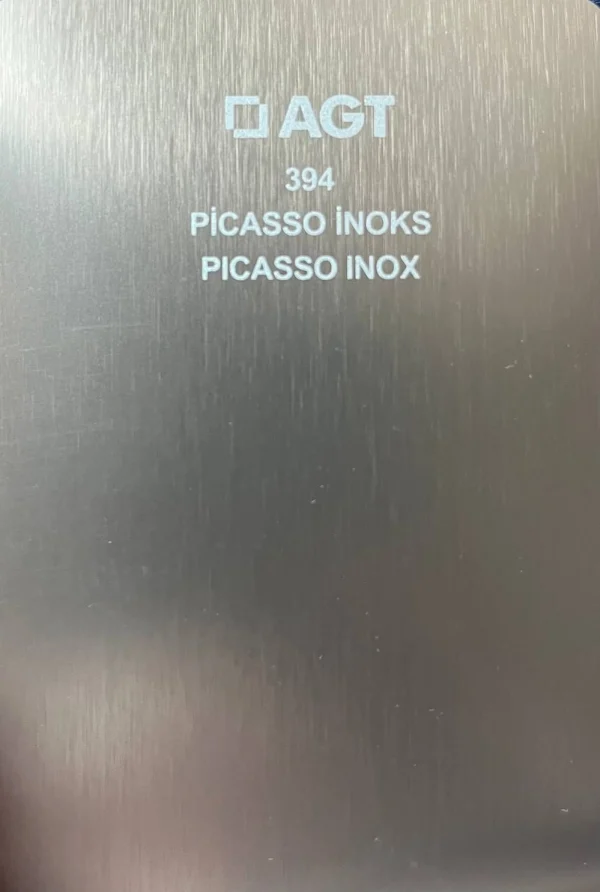 AGT
394
PİCASSO İNOKS
PICASSO INOX